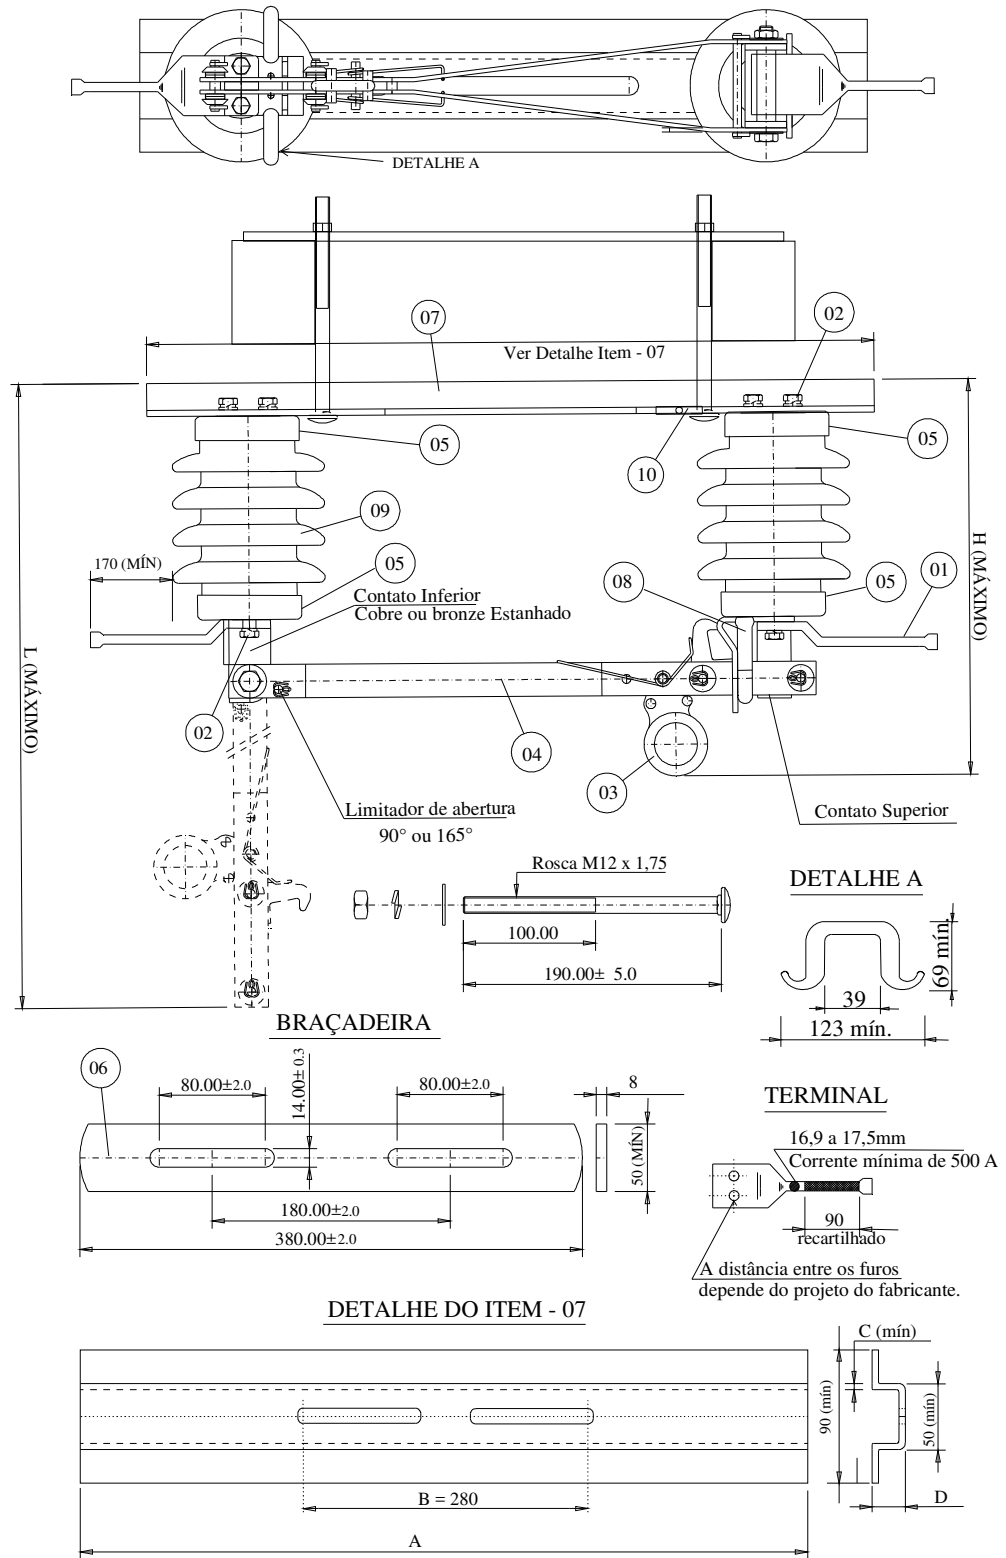 DETALHE A
07
02
Ver Detalhe Item - 07
05
05
10
09
170 (MÍN)
05
08
05
01
Contato Inferior
Cobre ou bronze Estanhado
H (MÁXIMO)
L (MÁXIMO)
02
04
03
Limitador de abertura
90° ou 165°
Contato Superior
Rosca M12 x 1,75
100.00
190.00± 5.0
DETALHE A
69 mín.
39
123 mín.
BRAÇADEIRA
06
80.00±2.0
14.00± 0.3
80.00±2.0
8
50 (MÍN)
180.00±2.0
380.00±2.0
TERMINAL
16,9 a 17,5mm
Corrente mínima de 500 A
90
recartilhado
A distância entre os furos
depende do projeto do fabricante.
DETALHE DO ITEM - 07
C (mín)
90 (mín)
50 (mín)
B = 280
D
A